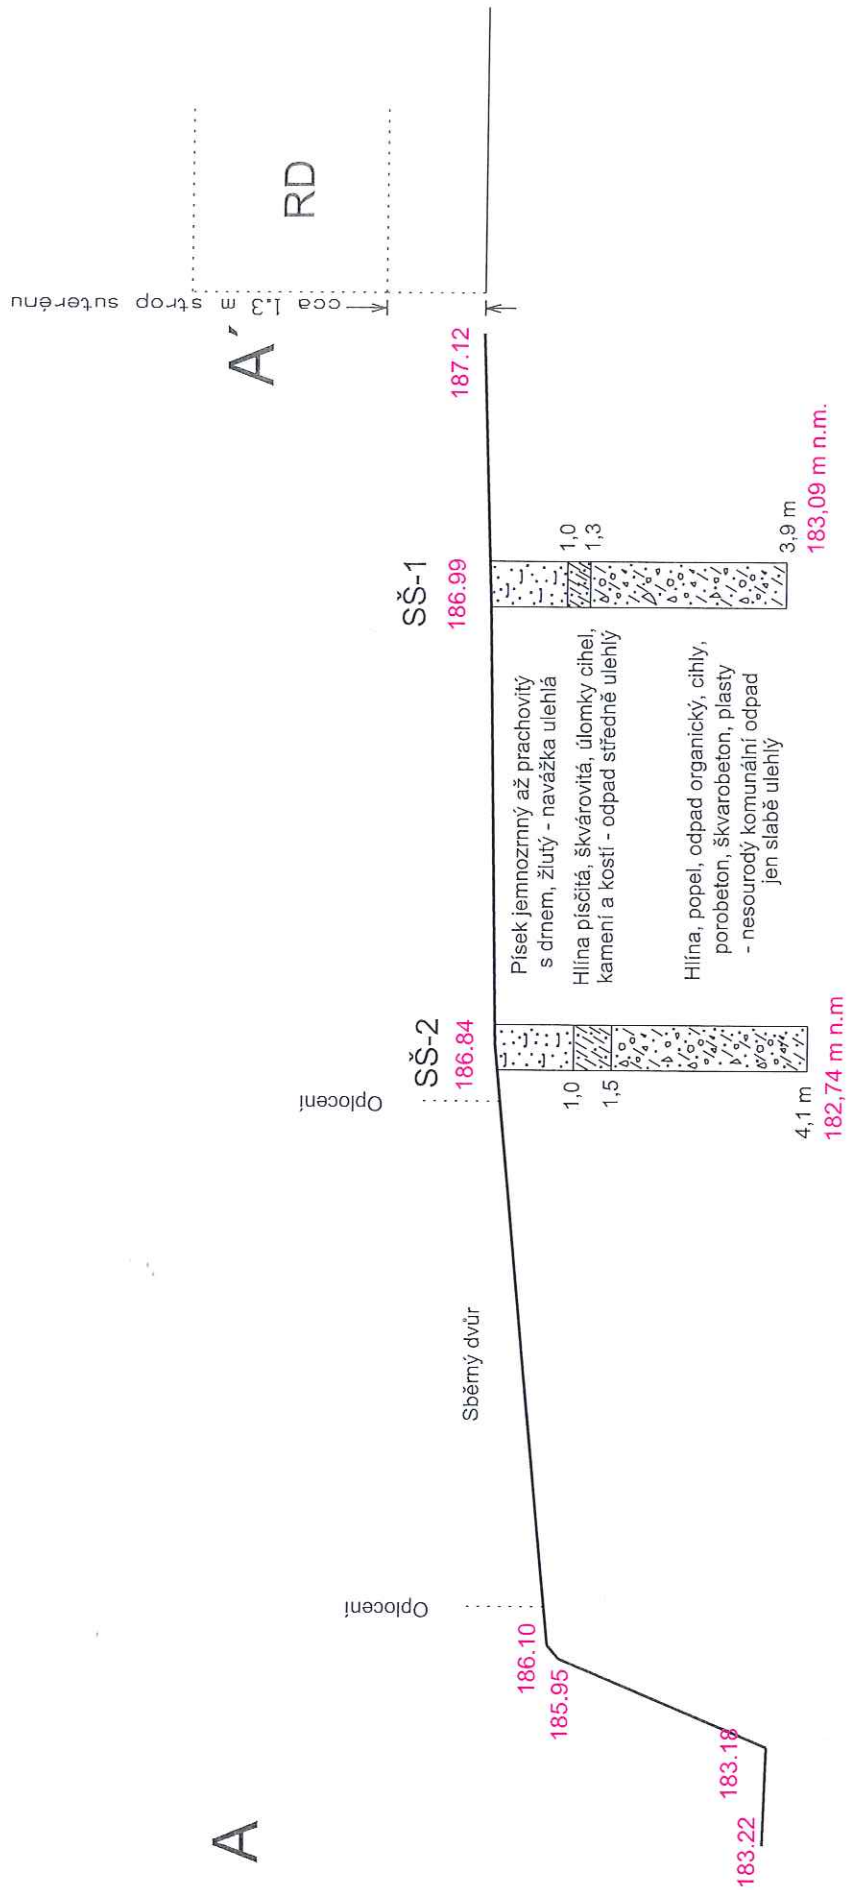 A
A´
RD
cca 1.3 m strop suterénu
SŠ-2
186.84
SŠ-1
186.99
187.12
Oplocení
Oplocení
Sběrný dvůr
186.10
185.95
183.18
183.22
Písek jemnozrnný až prachovitý
s drnem, žlutý - navážka ulehlá
Hlína písčitá, škvárovitá, úlomky cihel,
kamení a kostí - odpad středně ulehlý
Hlína, popel, odpad organický, cihly,
porobeton, škvarobeton, plasty
- nesourodý komunální odpad
jen slabě ulehlý
1,0
1,5
4,1 m
182,74 m n.m
1,0
1,3
3,9 m
183,09 m n.m.